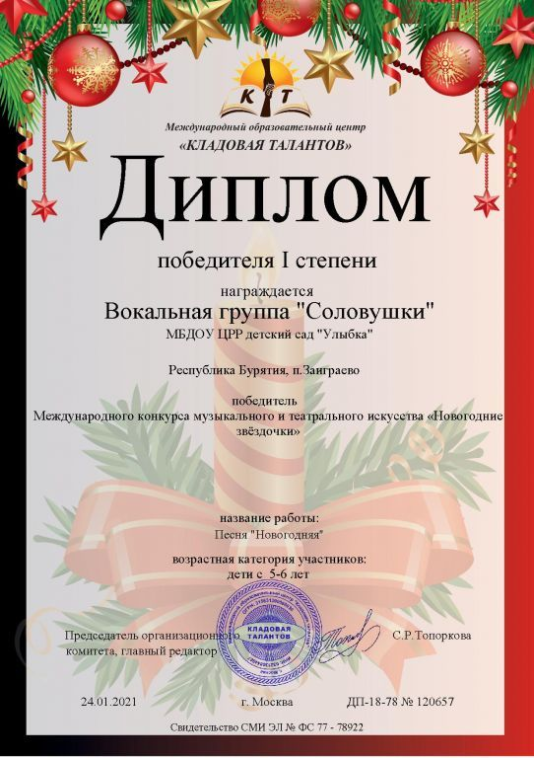 К Т
Международный образовательный центр
«КЛАДОВАЯ ТАЛАНТОВ»
Диплом
победителя I степени
награждается
Вокальная группа "Соловушки"
МБДОУ ЦРР детский сад "Улыбка"
Республика Бурятия, п.Заиграево
победитель
Международного конкурса музыкального и театрального искусства «Новогодние
звёздочки»
название работы:
Песня "Новогодняя"
возрастная категория участников:
дети с 5-6 лет
КЛАДОВАЯ
ТАЛАНТОВ
Председатель организационного
комитета, главный редактор
С.Р.Топоркова
24.01.2021 г. Москва ДП-18-78 № 120657
Свидетельство СМИ ЭЛ № ФС 77 - 78922